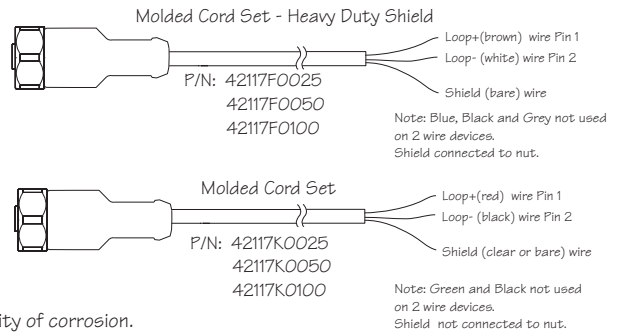 Molded Cord Set - Heavy Duty Shield
Loop+(brown) wire Pin 1
Loop- (white) wire Pin 2
Shield (bare) wire
P/N: 42117F0025
42117F0050
42117F0100
Note: Blue, Black and Grey not used
on 2 wire devices.
Shield connected to nut.
Molded Cord Set
Loop+(red) wire Pin 1
Loop- (black) wire Pin 2
Shield (clear or bare) wire
P/N: 42117K0025
42117K0050
42117K0100
Note: Green and Black not used
on 2 wire devices.
Shield not connected to nut.
ity of corrosion.